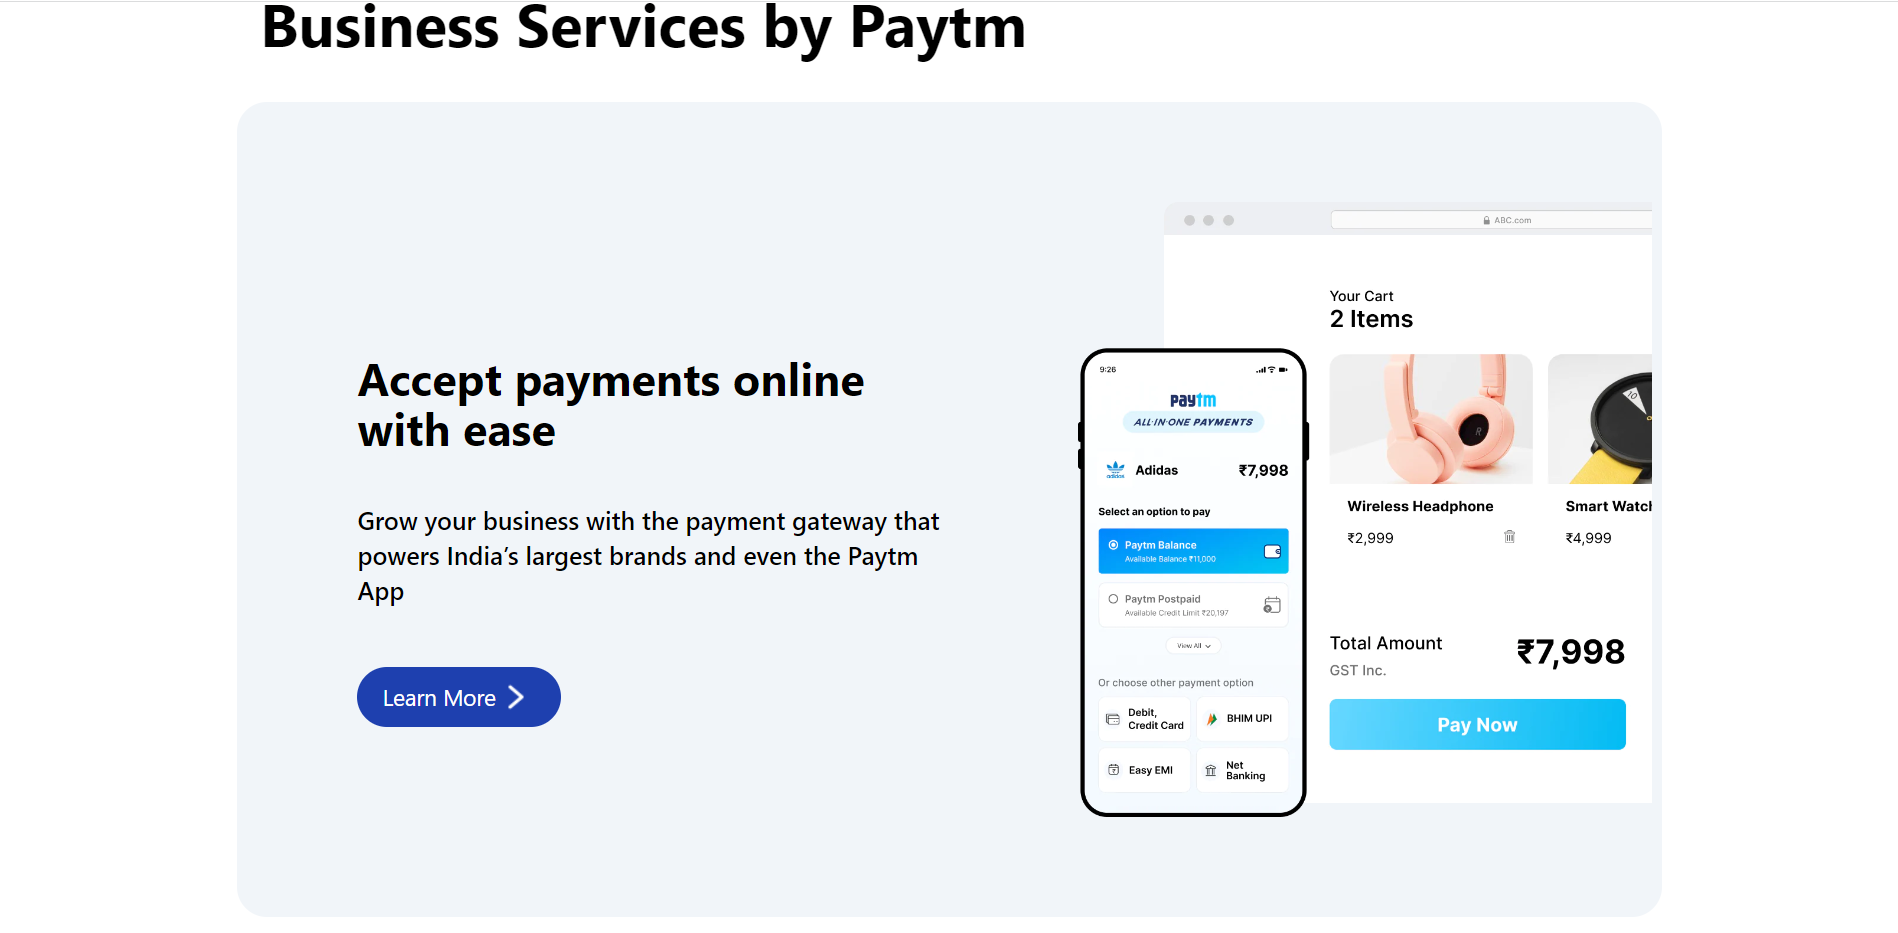 Business Services by Paytm
Accept payments online
with ease
Grow your business with the payment gateway that
powers India’s largest brands and even the Paytm
App
Learn More
ABC.com
Your Cart
2 Items
10
R
Wireless Headphone
₹2,999
Smart Watch
₹4,999
Total Amount
₹7,998
GST Inc.
Pay Now
9:26
paytm
ALL·IN·ONE PAYMENTS
adidas
Adidas
₹7,998
Select an option to pay
Paytm Balance
Available Balance ₹11,000
Paytm Postpaid
Available Credit Limit ₹20,197
View All
Or choose other payment option
Debit,
Credit Card
BHIM UPI
Easy EMI
Net
Banking